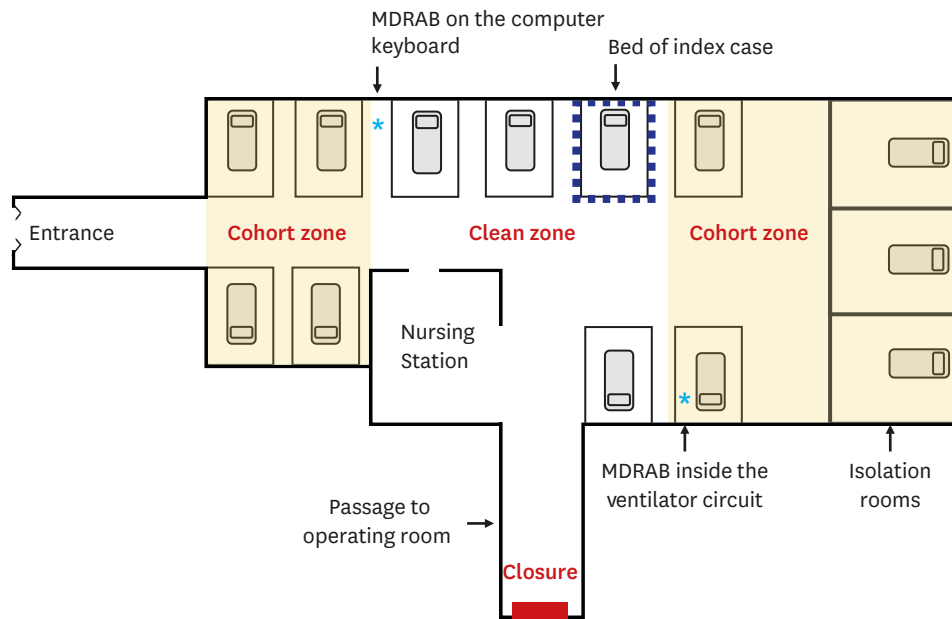 MDRAB on the computer
keyboard
Bed of index case
*
Entrance
Cohort zone
Clean zone
Cohort zone
Nursing
Station
*
MDRAB inside the
ventilator circuit
Isolation
rooms
Passage to
operating room
Closure